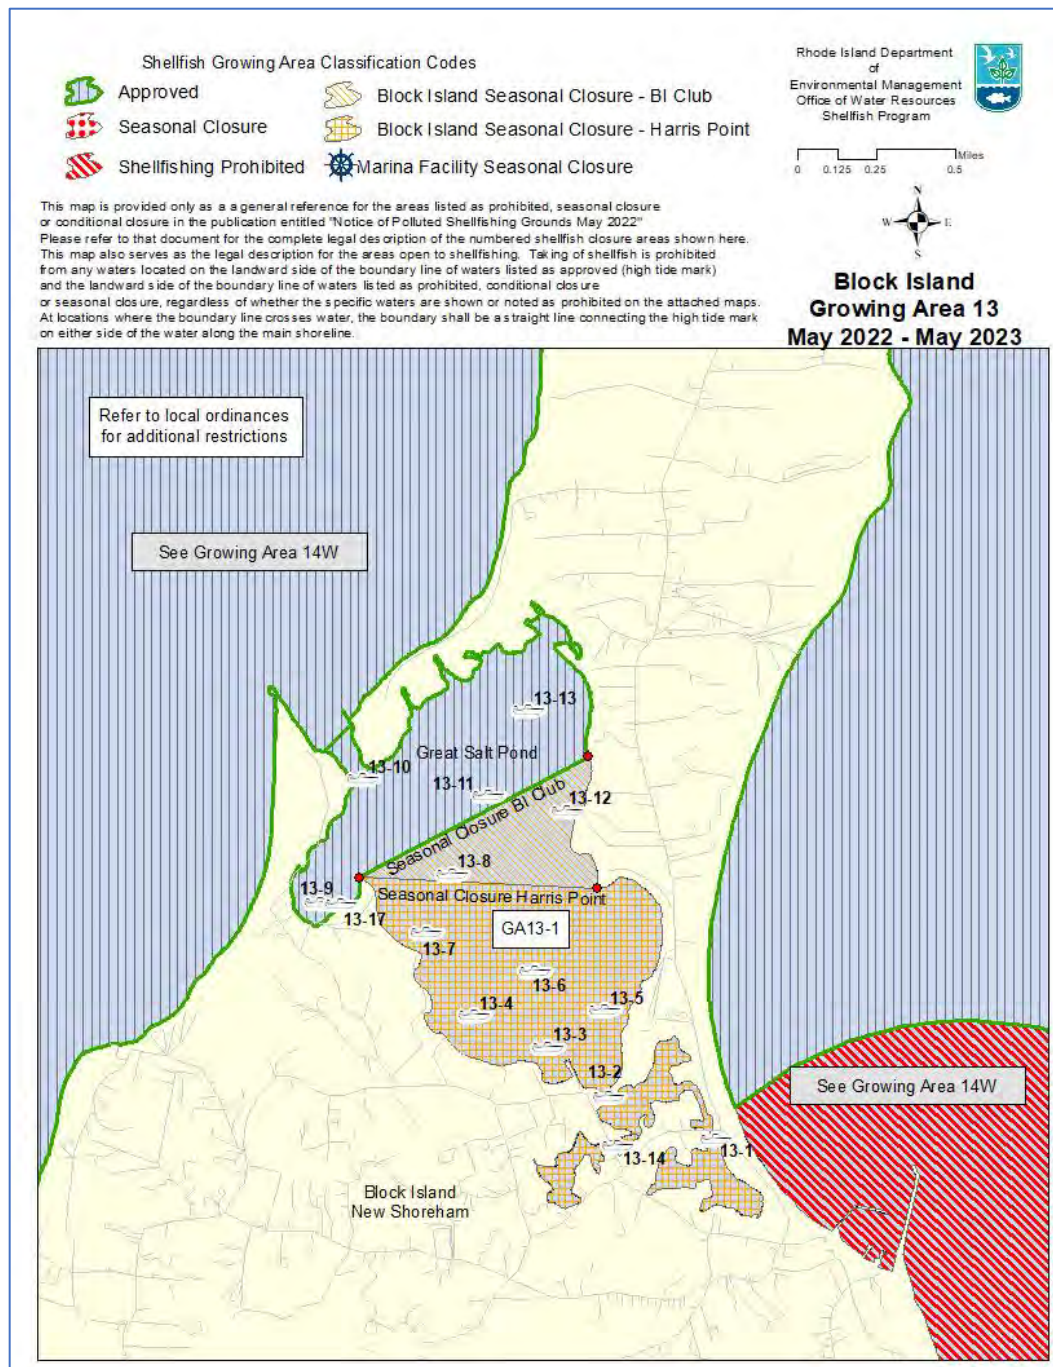 Shellfish Growing Area Classification Codes
Approved
Seasonal Closure
Shellfishing Prohibited
Block Island Seasonal Closure - BI Club
Block Island Seasonal Closure - Harris Point
Marina Facility Seasonal Closure
Rhode Island Department
of
Environmental Management
Office of Water Resources
Shellfish Program
Miles
0 0.125 0.25 0.5
N
W E
S
This map is provided only as a a general reference for the areas listed as prohibited, seasonal closure
or conditional closure in the publication entitled "Notice of Polluted Shellfishing Grounds May 2022"
Please refer to that document for the complete legal description of the numbered shellfish closure areas shown here.
This map also serves as the legal description for the areas open to shellfishing. Taking of shellfish is prohibited
from any waters located on the landward side of the boundary line of waters listed as approved (high tide mark)
and the landward side of the boundary line of waters listed as prohibited, conditional closure
or seasonal closure, regardless of whether the specific waters are shown or noted as prohibited on the attached maps.
At locations where the boundary line crosses water, the boundary shall be a straight line connecting the high tide mark
on either side of the water along the main shoreline.
Block Island
Growing Area 13
May 2022 - May 2023
Refer to local ordinances
for additional restrictions
See Growing Area 14W
13-13
Great Salt Pond
13-10
13-11
13-12
Seasonal Closure BI Club
13-8
13-9
Seasonal Closure Harris Point
13-17
GA13-1
13-7
13-6
13-4
13-5
13-3
13-2
See Growing Area 14W
13-1
13-14
Block Island
New Shoreham